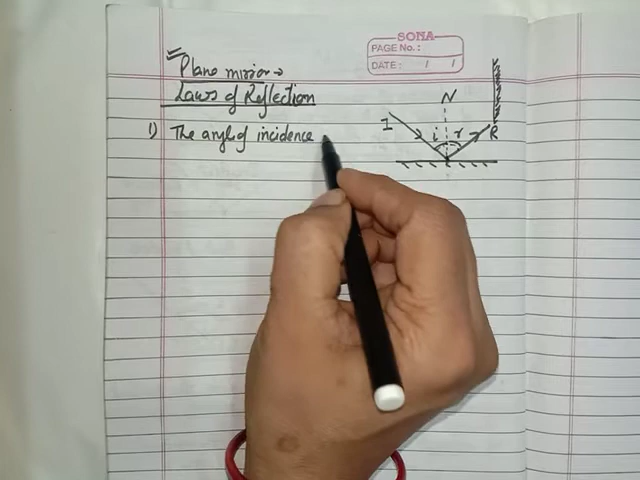 SONA
PAGE No.:
DATE: / /
Plane mirror →
Laws of Reflection
1) The angle of incidence
N
I
i r
R